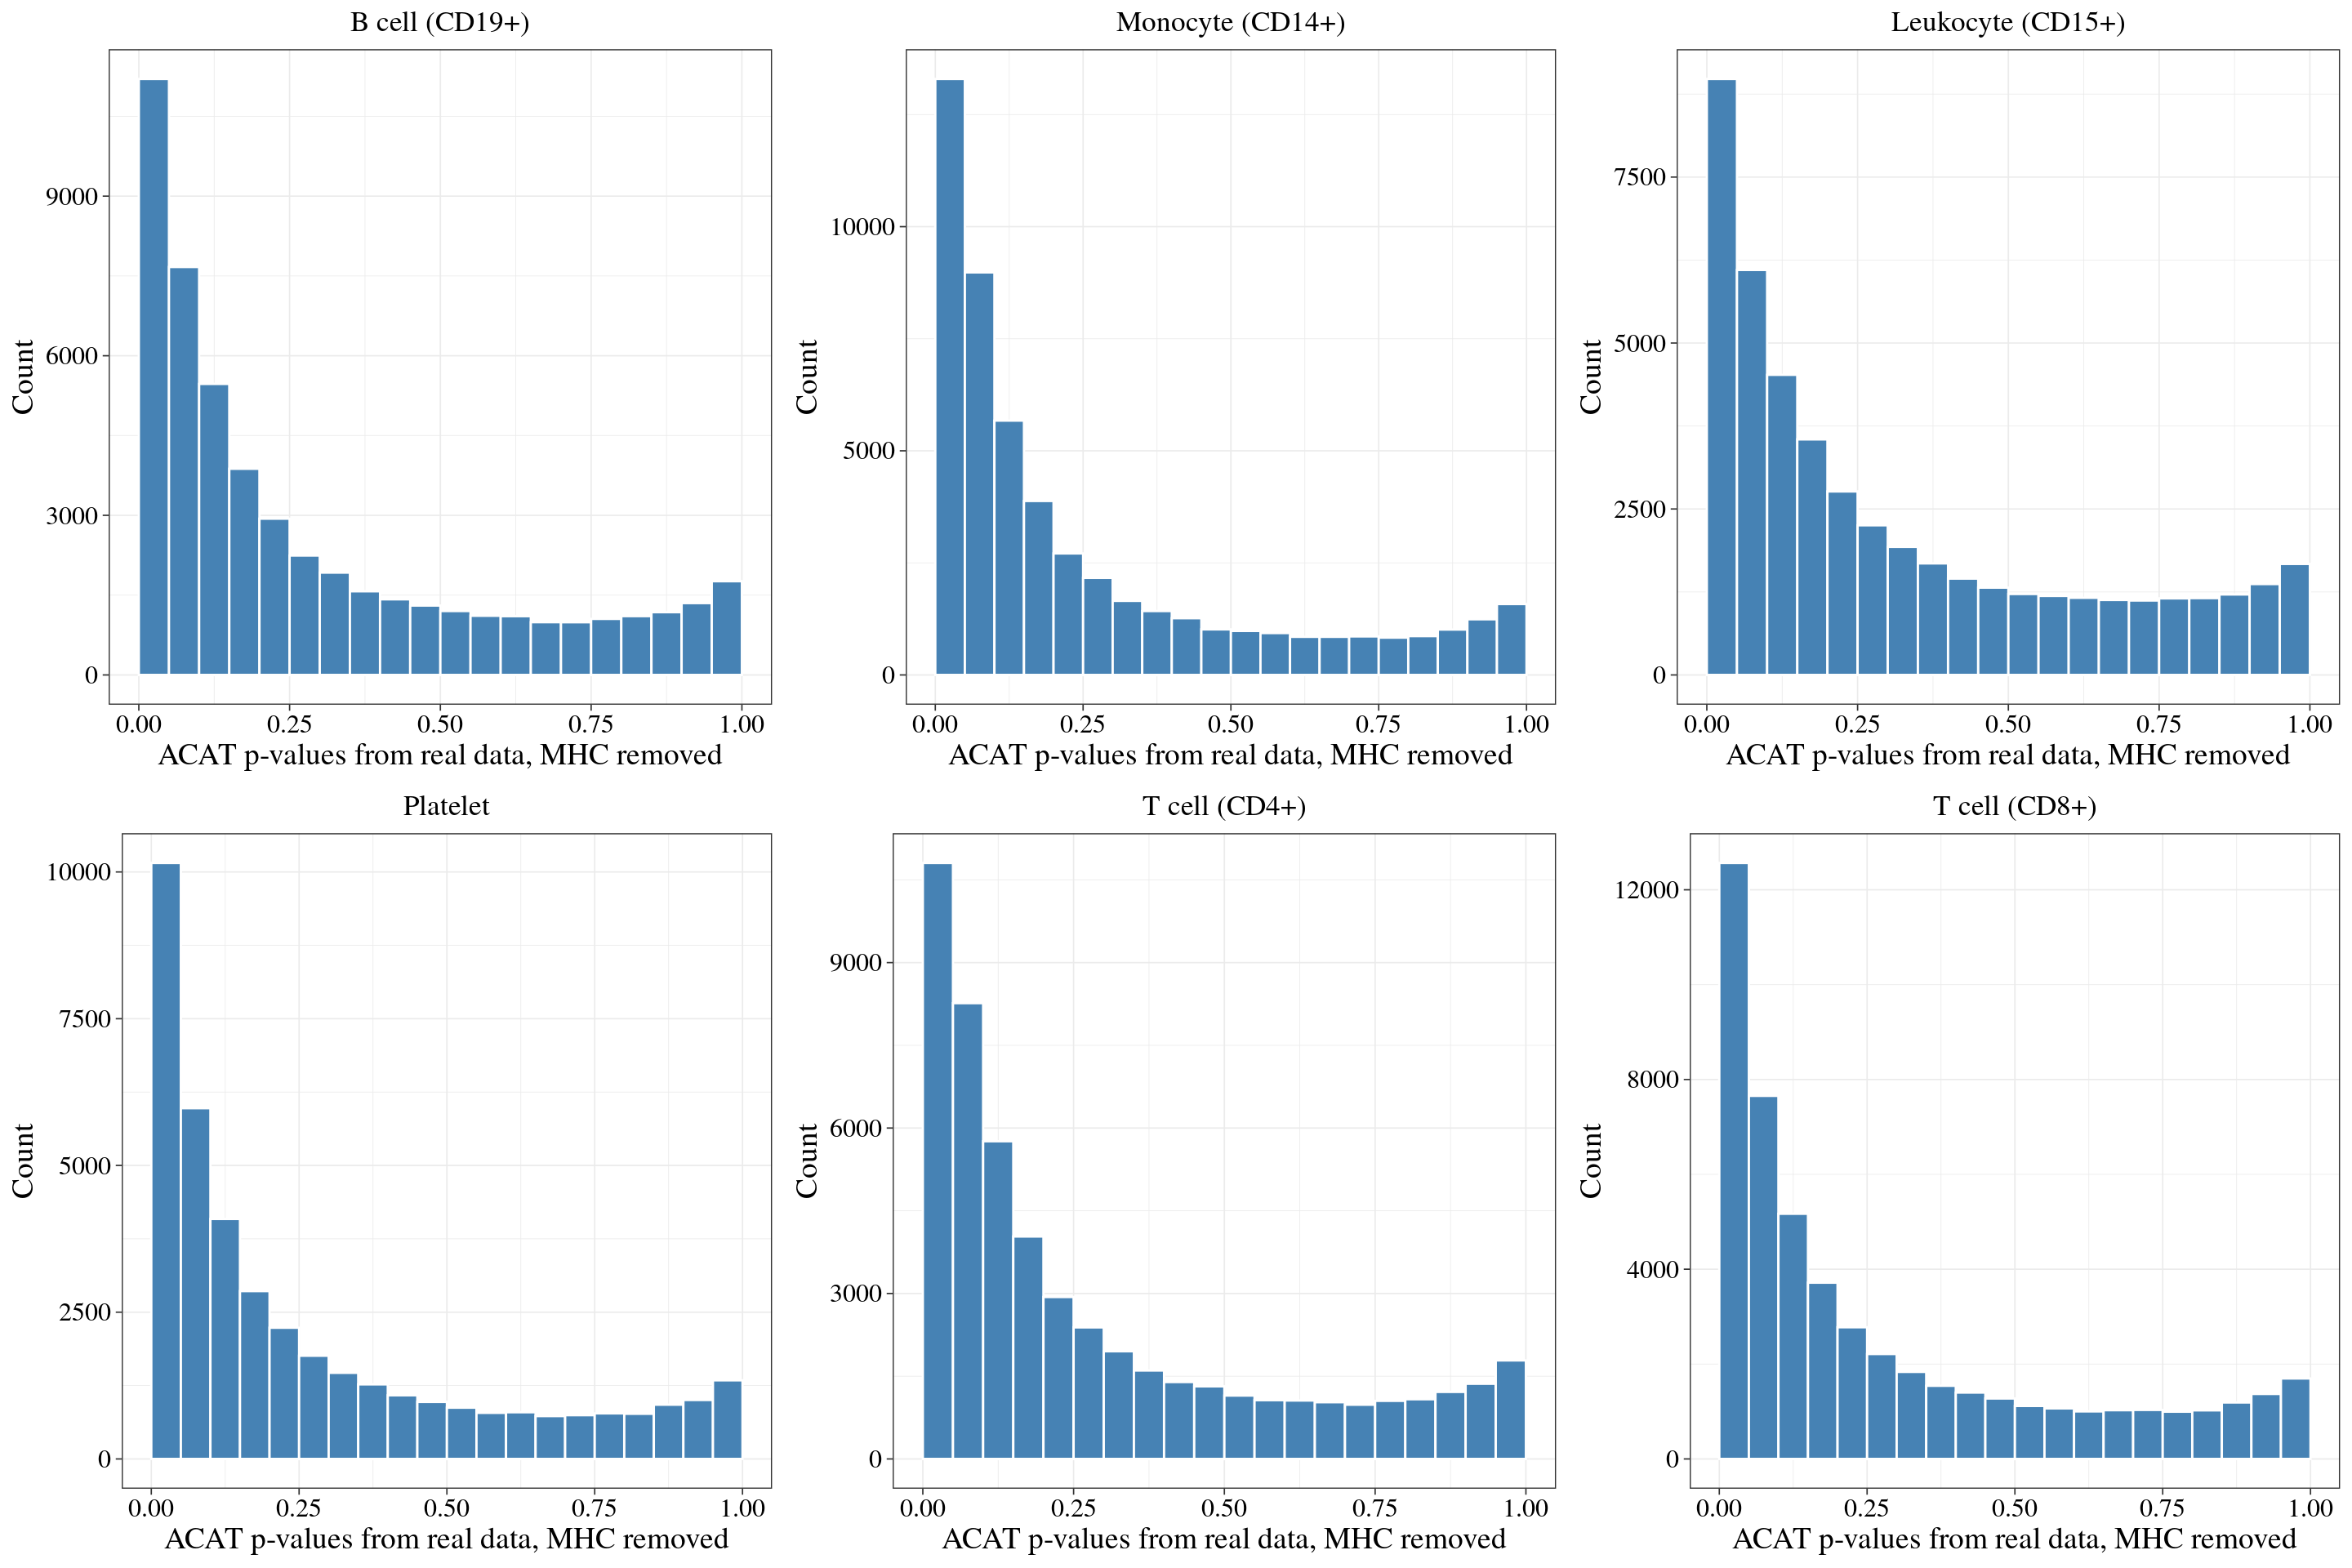 B cell (CD19+)
Count
9000
6000
3000
0
0.00 0.25 0.50 0.75 1.00
ACAT p-values from real data, MHC removed
Monocyte (CD14+)
Count
10000
5000
0
0.00 0.25 0.50 0.75 1.00
ACAT p-values from real data, MHC removed
Leukocyte (CD15+)
Count
7500
5000
2500
0
0.00 0.25 0.50 0.75 1.00
ACAT p-values from real data, MHC removed
Platelet
Count
10000
7500
5000
2500
0
0.00 0.25 0.50 0.75 1.00
ACAT p-values from real data, MHC removed
T cell (CD4+)
Count
9000
6000
3000
0
0.00 0.25 0.50 0.75 1.00
ACAT p-values from real data, MHC removed
T cell (CD8+)
Count
12000
8000
4000
0
0.00 0.25 0.50 0.75 1.00
ACAT p-values from real data, MHC removed